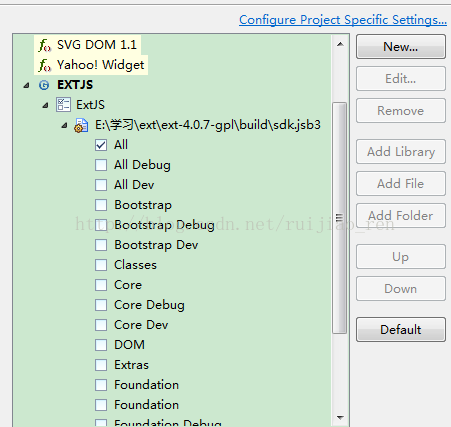 Configure Project Specific Settings...
SVG DOM 1.1
Yahoo! Widget
EXTJS
ExtJS
E:\学习\ext\ext-4.0.7-gpl\build\sdk.jsb3
All
All Debug
All Dev
Bootstrap
Bootstrap Debug
Bootstrap Dev
Classes
Core
Core Debug
Core Dev
DOM
Extras
Foundation
Foundation
Foundation Debug
New...
Edit...
Remove
Add Library
Add File
Add Folder
Up
Down
Default
http://blog.csdn.net/ruijiao_ren